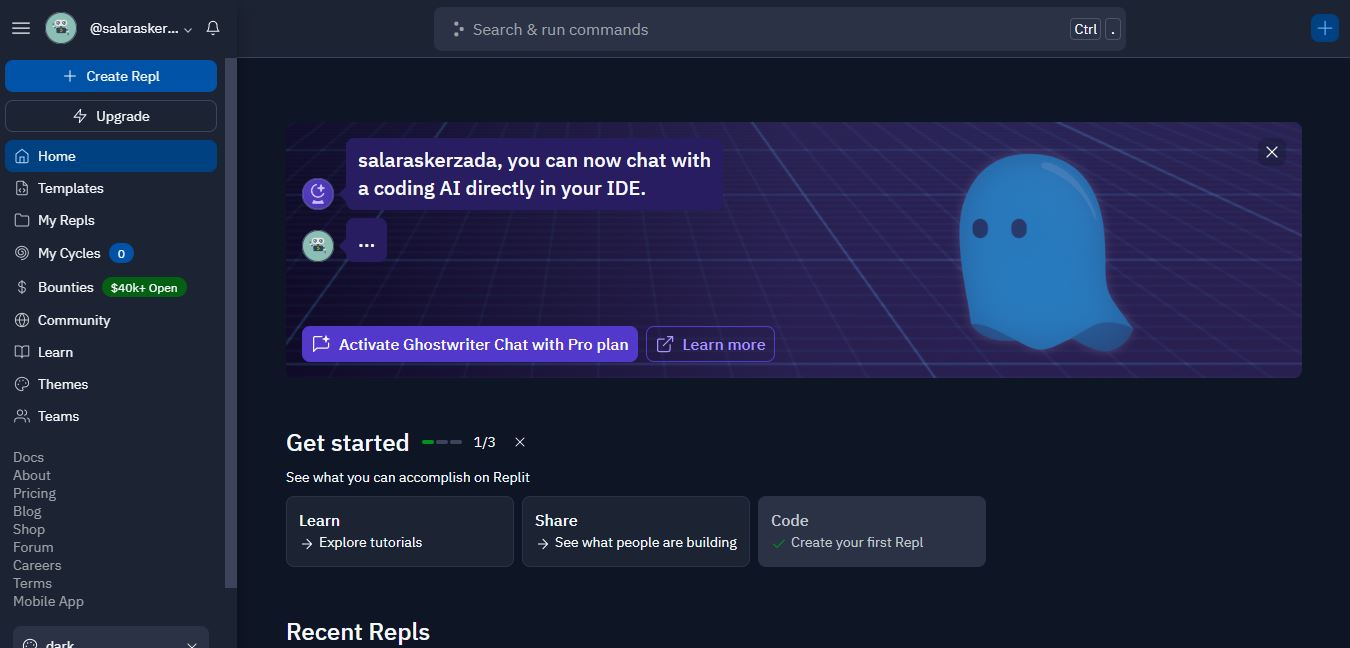 @salarasker...
Search & run commands
Ctrl .
Create Repl
Upgrade
Home
Templates
My Repls
My Cycles 0
Bounties $40k+ Open
Community
Learn
Themes
Teams
Docs
About
Pricing
Blog
Shop
Forum
Careers
Terms
Mobile App
dark
salaraskerzada, you can now chat with
a coding AI directly in your IDE.
...
Activate Ghostwriter Chat with Pro plan
Learn more
Get started 1/3
See what you can accomplish on Replit
Learn
Explore tutorials
Share
See what people are building
Code
Create your first Repl
Recent Repls